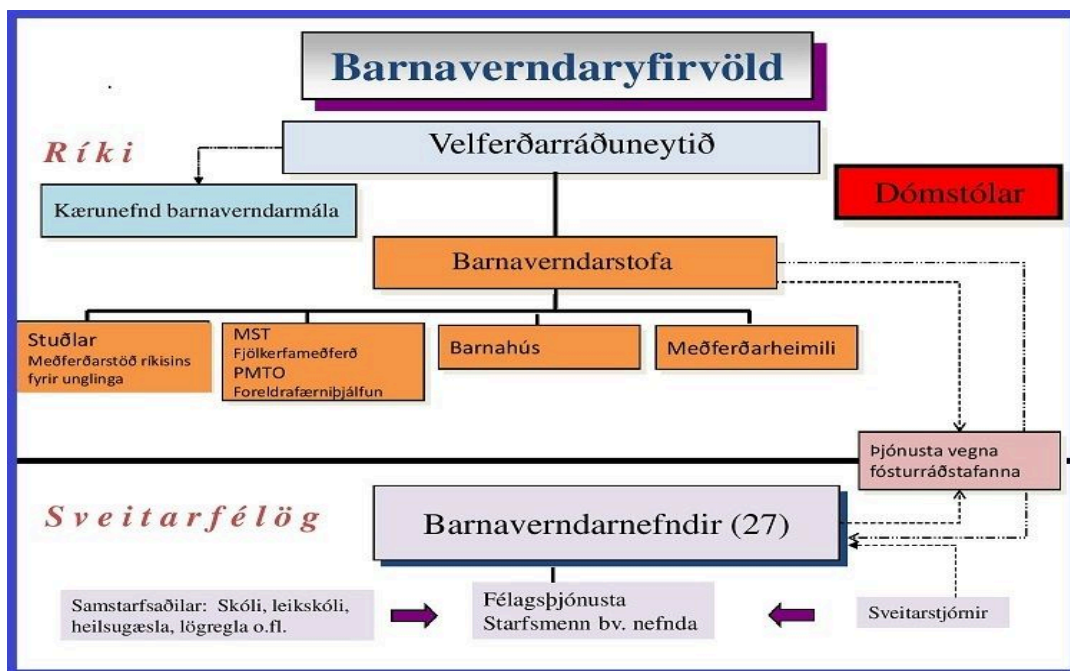 Barnaverndaryfirvöld
Ríki
Velferðarráðuneytið
Kærunefnd barnaverndarmála
Dómstólar
Barnaverndarstofa
Stuðlar
Meðferðarstöð ríkisins
fyrir unglinga
MST
Fjölkerfameðferð
PMTO
Foreldrafærniþjálfun
Barnahús
Meðferðarheimili
Þjónusta vegna
fósturráðstafanna
Sveitarfélög
Barnaverndarnefndir (27)
Samstarfsaðilar: Skóli, leikskóli,
heilsugæsla, lögregla o.fl.
Félagsþjónusta
Starfsmenn bv. nefnda
Sveitarstjórnir